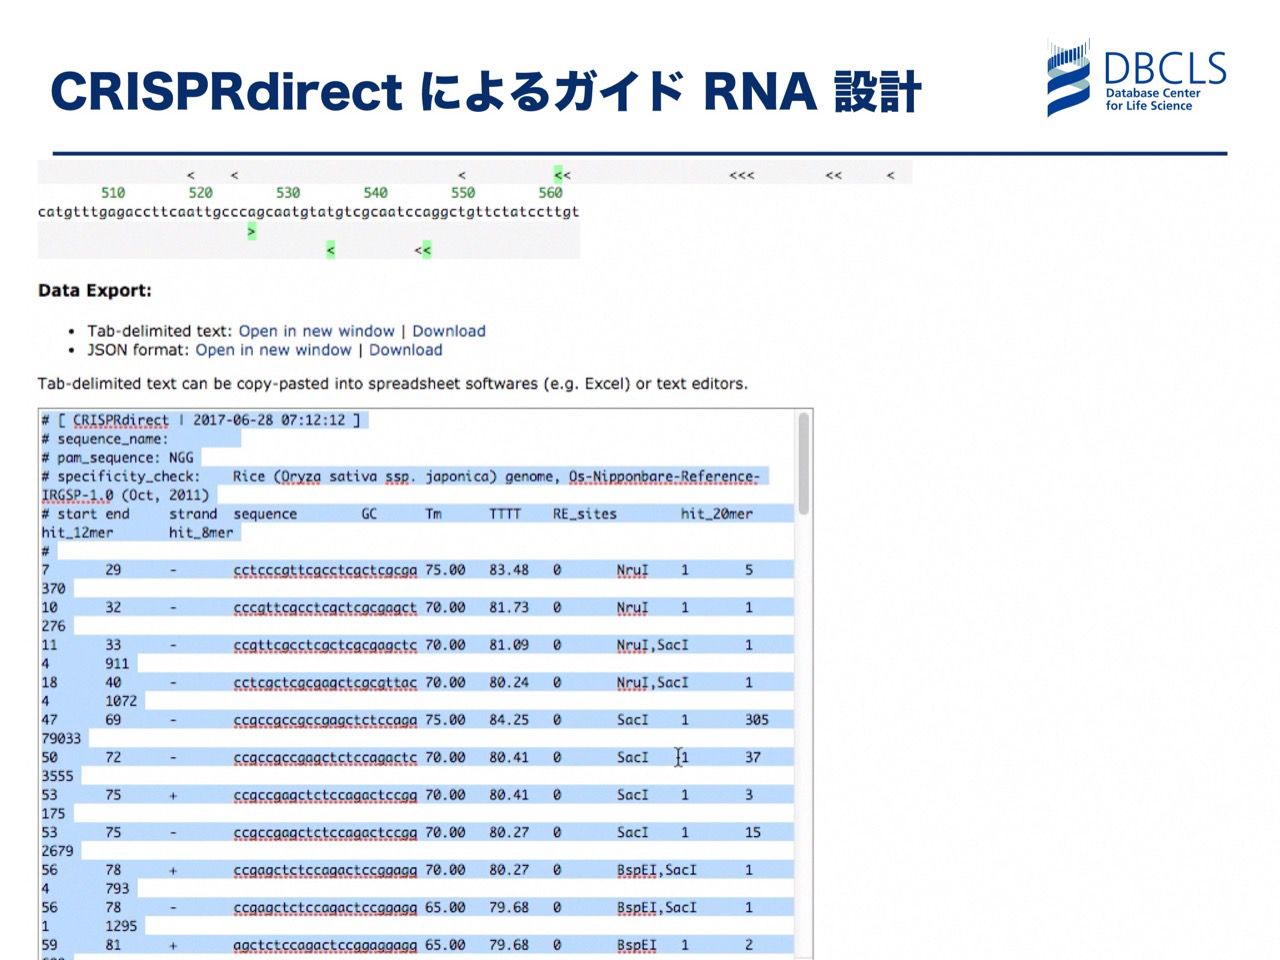 CRISPRdirect によるガイド RNA 設計
DBCLS
Database Center
for Life Science
< < < << <<< << <
510 520 530 540 550 560
catgtttgagaccttcaattgcccagcaatgtatgtcgcaatccaggctgttctatccttgt
>
< <<
Data Export:
• Tab-delimited text: Open in new window | Download
• JSON format: Open in new window | Download
Tab-delimited text can be copy-pasted into spreadsheet softwares (e.g. Excel) or text editors.
# [ CRISPRdirect | 2017-06-28 07:12:12 ]
# sequence_name:
# pam_sequence: NGG
# specificity_check: Rice (Oryza sativa ssp. japonica) genome, Os-Nipponbare-Reference-
IRGSP-1.0 (Oct, 2011)
# start end strand sequence GC Tm TTTT RE_sites hit_20mer
hit_12mer hit_8mer
#
7 29 - cctcccgttcgcctcgctcgcga 75.00 83.48 0 NruI 1 5
370
10 32 - cccgttcgcctcgctcgcgagct 70.00 81.73 0 NruI 1 1
276
11 33 - ccgttcgcctcgctcgcgagctc 70.00 81.09 0 NruI,SacI 1
4 911
18 40 - cctcgctcgcgagctcgcgttac 70.00 80.24 0 NruI,SacI 1
4 1072
47 69 - ccgccgccgccgagctctccaga 75.00 84.25 0 SacI 1 305
79033
50 72 - ccgccgccgagctctccagactc 70.00 80.41 0 SacI 1 37
3555
53 75 + ccgccgagctctccagactccgg 70.00 80.41 0 SacI 1 3
175
53 75 - ccgccgagctctccagactccgg 70.00 80.27 0 SacI 1 15
2679
56 78 + ccgagctctccagactccggagg 70.00 80.27 0 BspEI,SacI 1
4 793
56 78 - ccgagctctccagactccggagg 65.00 79.68 0 BspEI,SacI 1
1 1295
59 81 + agctctccagactccggaggagg 65.00 79.68 0 BspEI 1 2